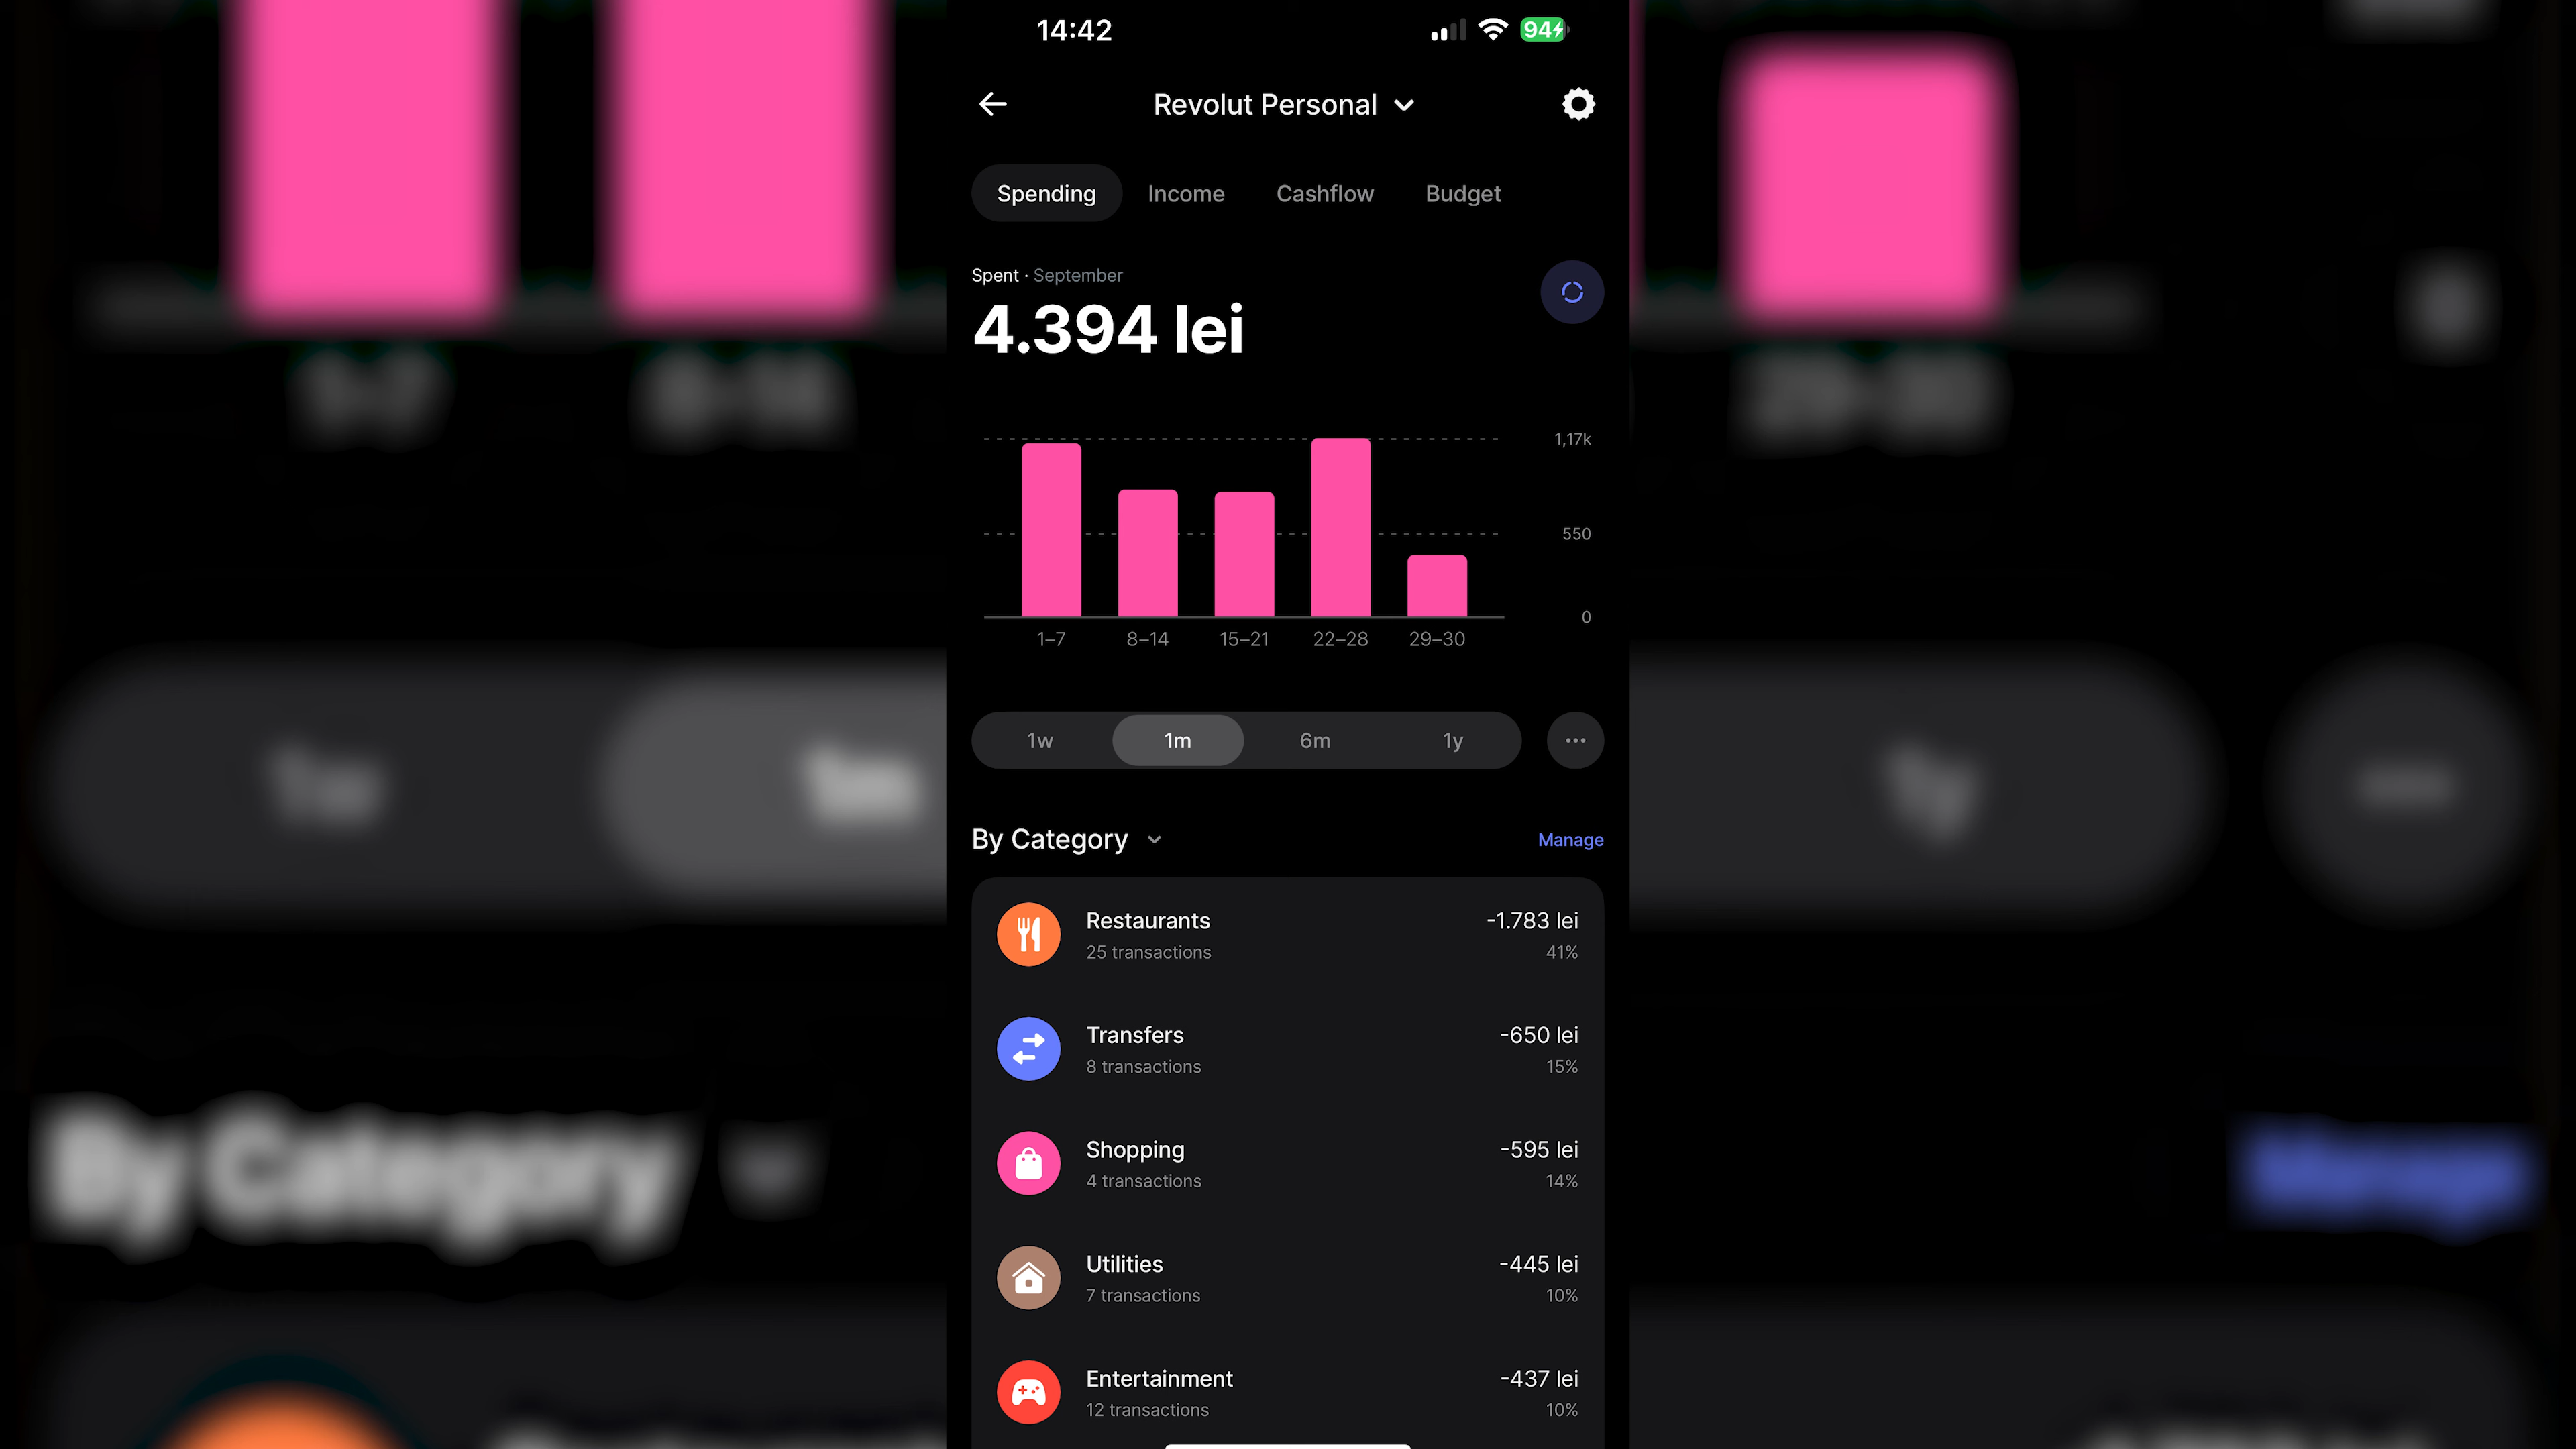 14:42
94
Revolut Personal
Spending Income Cashflow Budget
Spent · September
4.394 lei
1,17k
550
0
1–7 8–14 15–21 22–28 29–30
1w 1m 6m 1y
By Category
Manage
Restaurants -1.783 lei
25 transactions 41%
Transfers -650 lei
8 transactions 15%
Shopping -595 lei
4 transactions 14%
Utilities -445 lei
7 transactions 10%
Entertainment -437 lei
12 transactions 10%